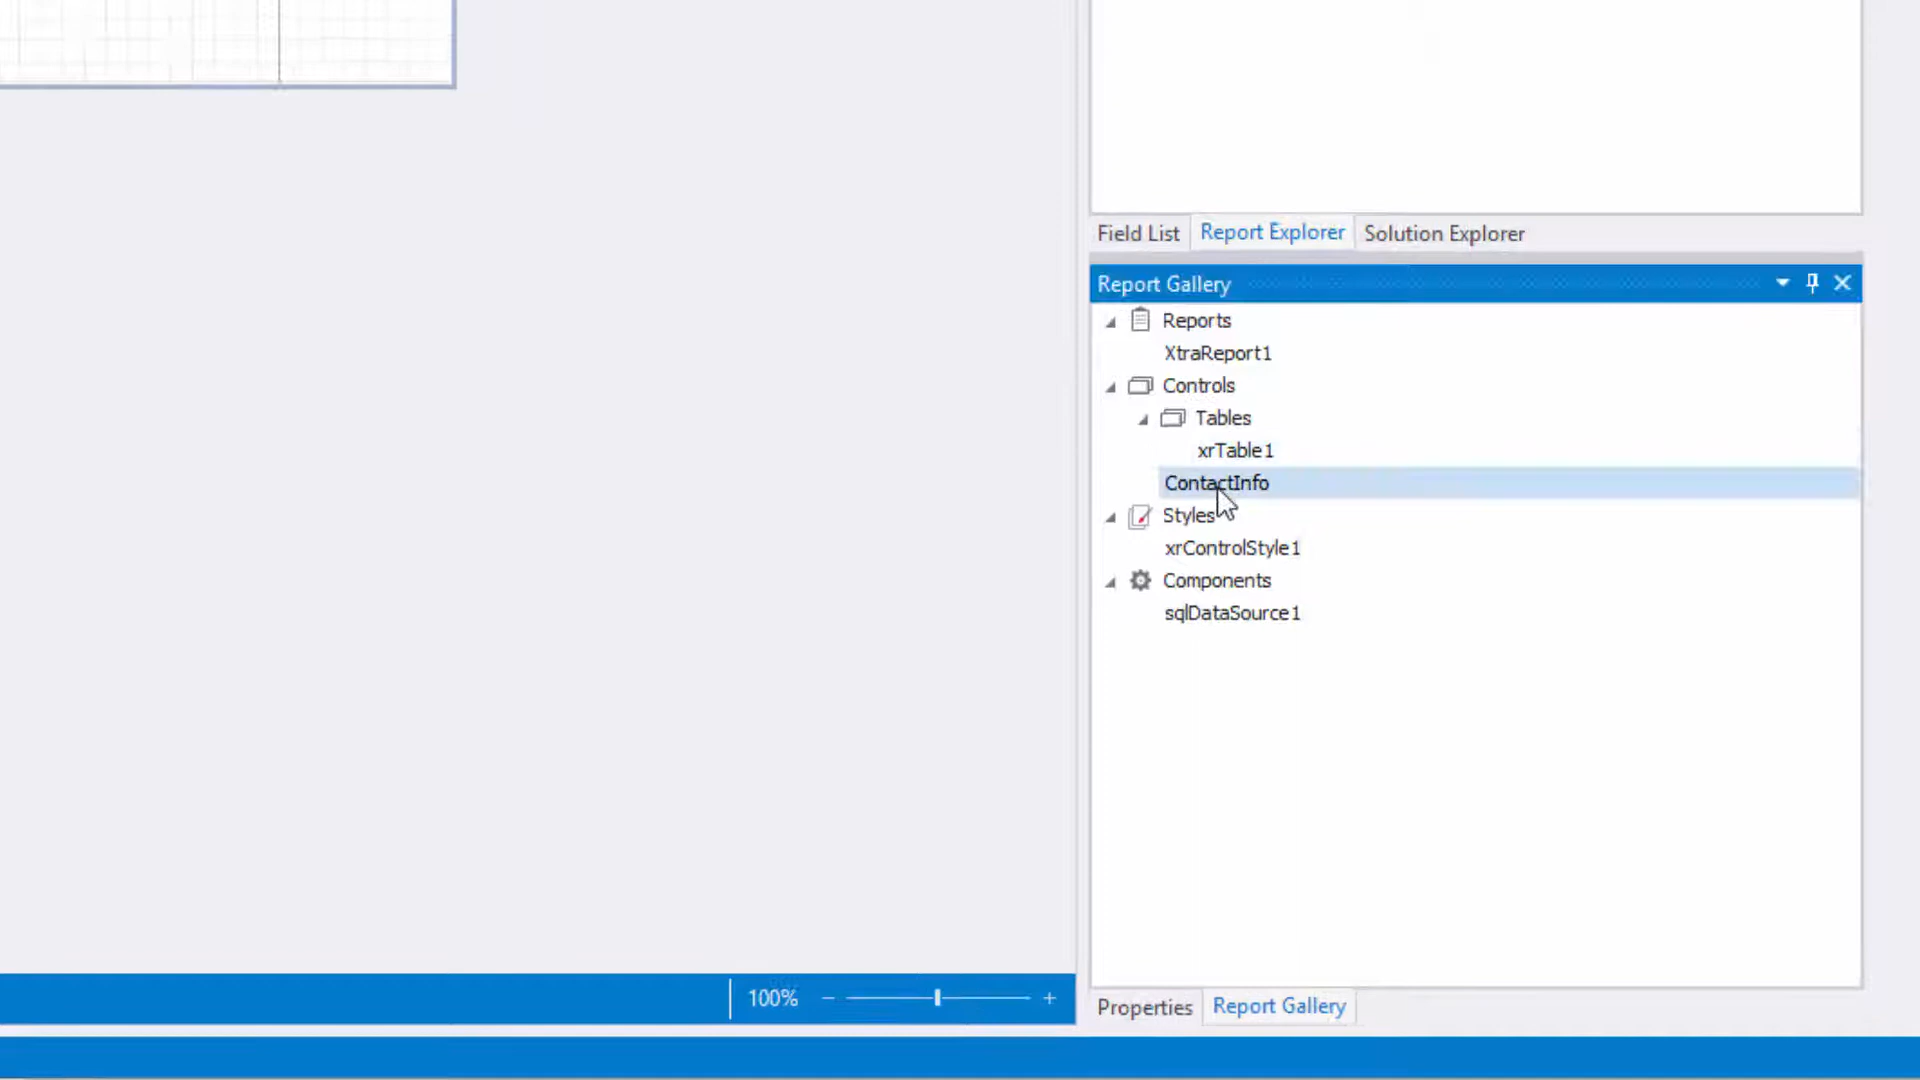 Field List Report Explorer Solution Explorer
Report Gallery
Reports
XtraReport1
Controls
Tables
xrTable1
ContactInfo
Styles
xrControlStyle1
Components
sqlDataSource1
100%
Properties Report Gallery